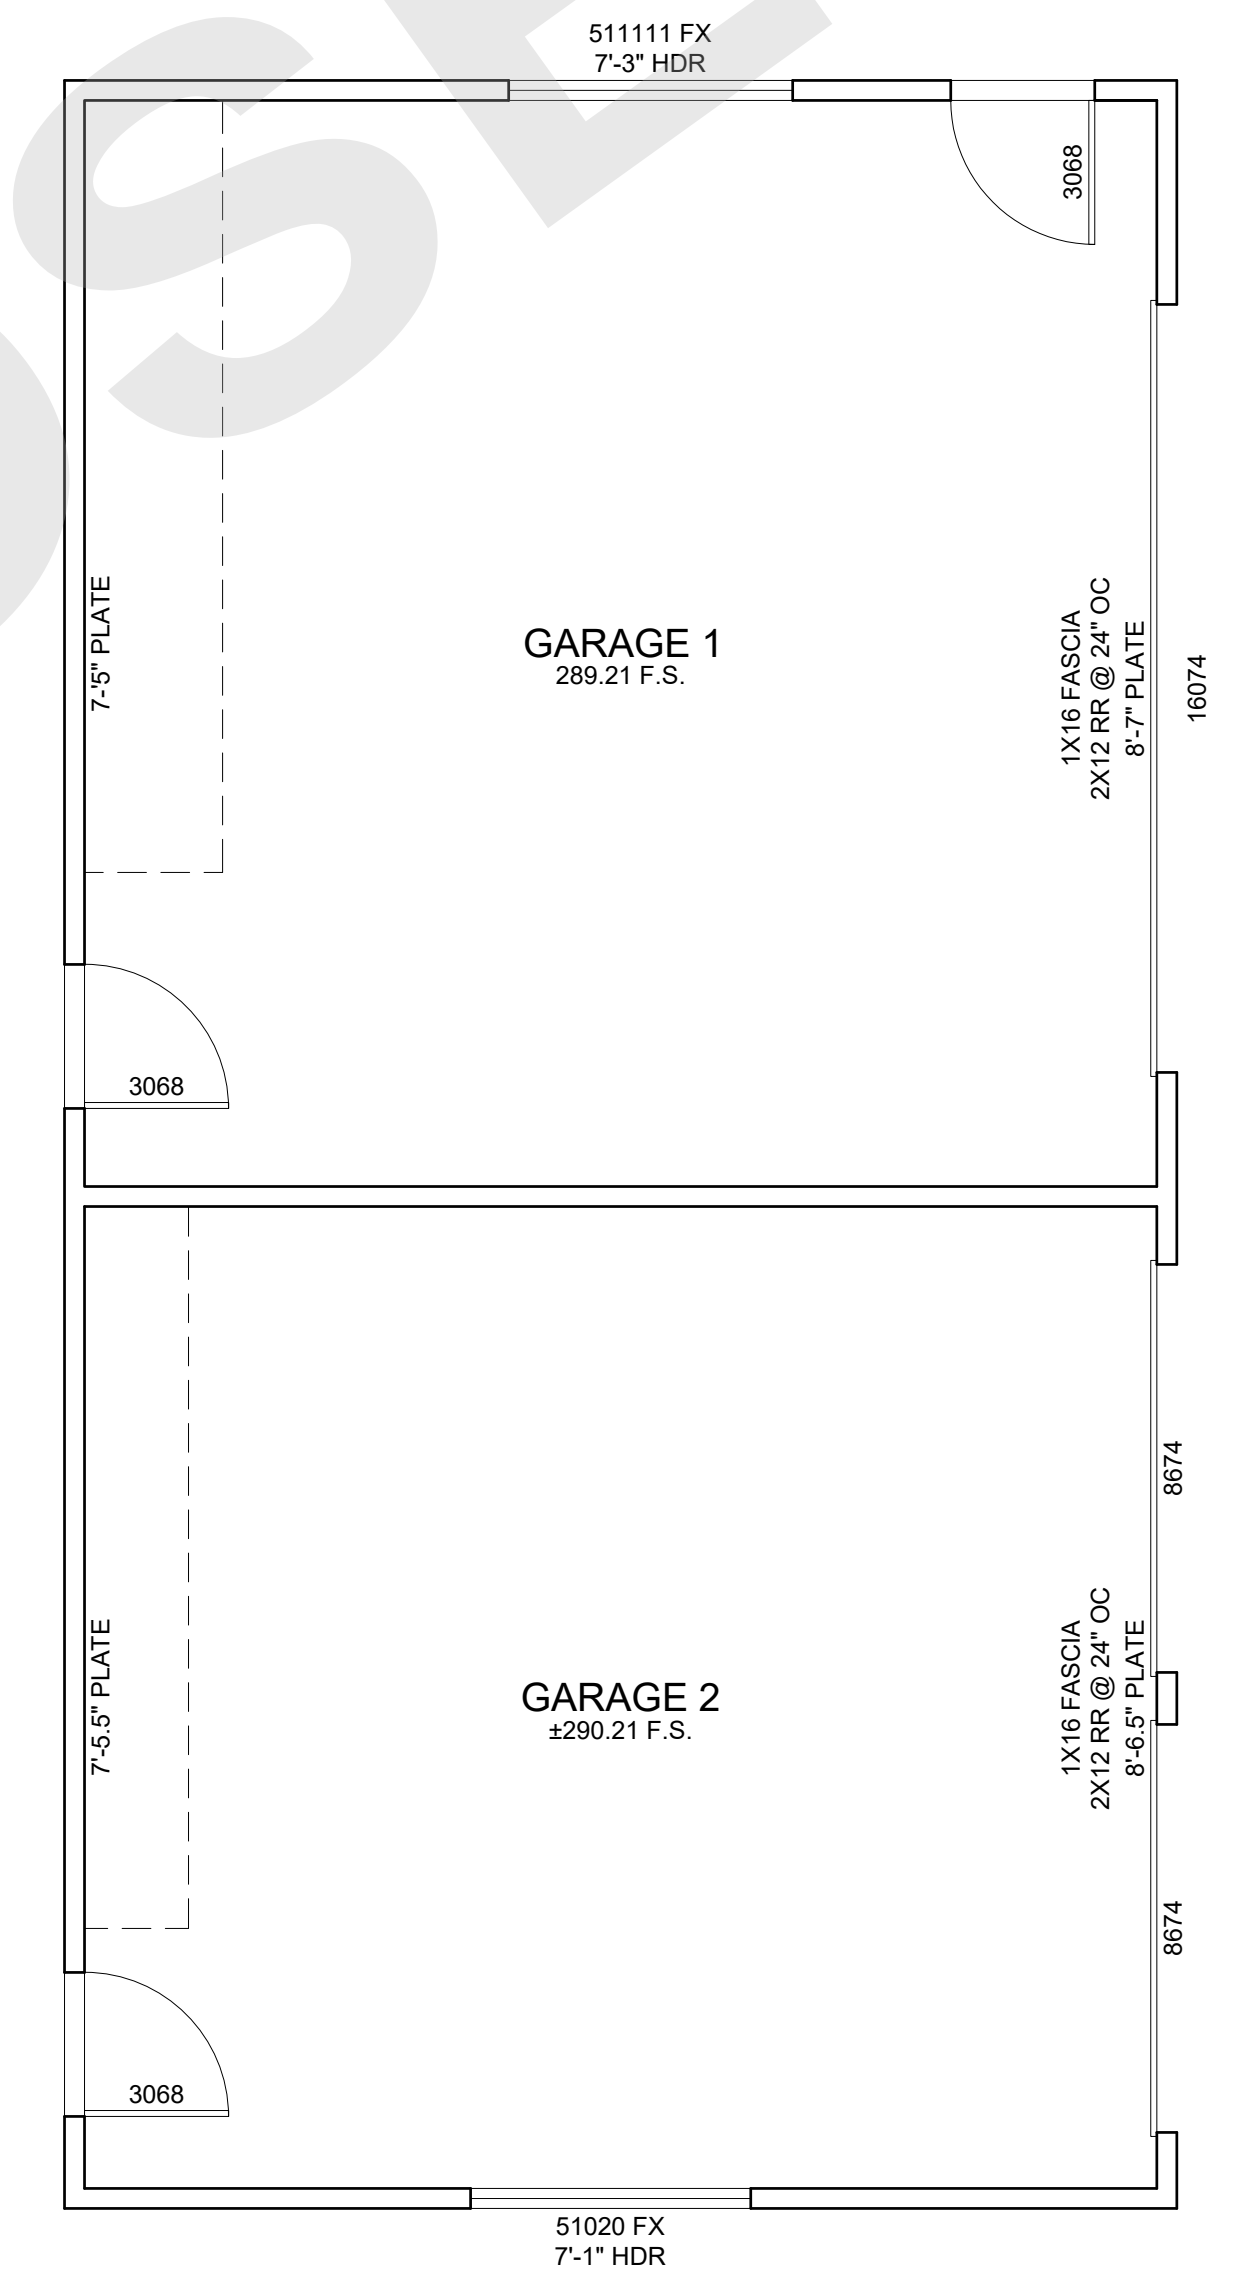 511111 FX
7'-3" HDR
3068
7-'5" PLATE
GARAGE 1
289.21 F.S.
1X16 FASCIA
2X12 RR @ 24" OC
8'-7" PLATE
16074
3068
8674
7'-5.5" PLATE
GARAGE 2
±290.21 F.S.
1X16 FASCIA
2X12 RR @ 24" OC
8'-6.5" PLATE
8674
3068
51020 FX
7'-1" HDR